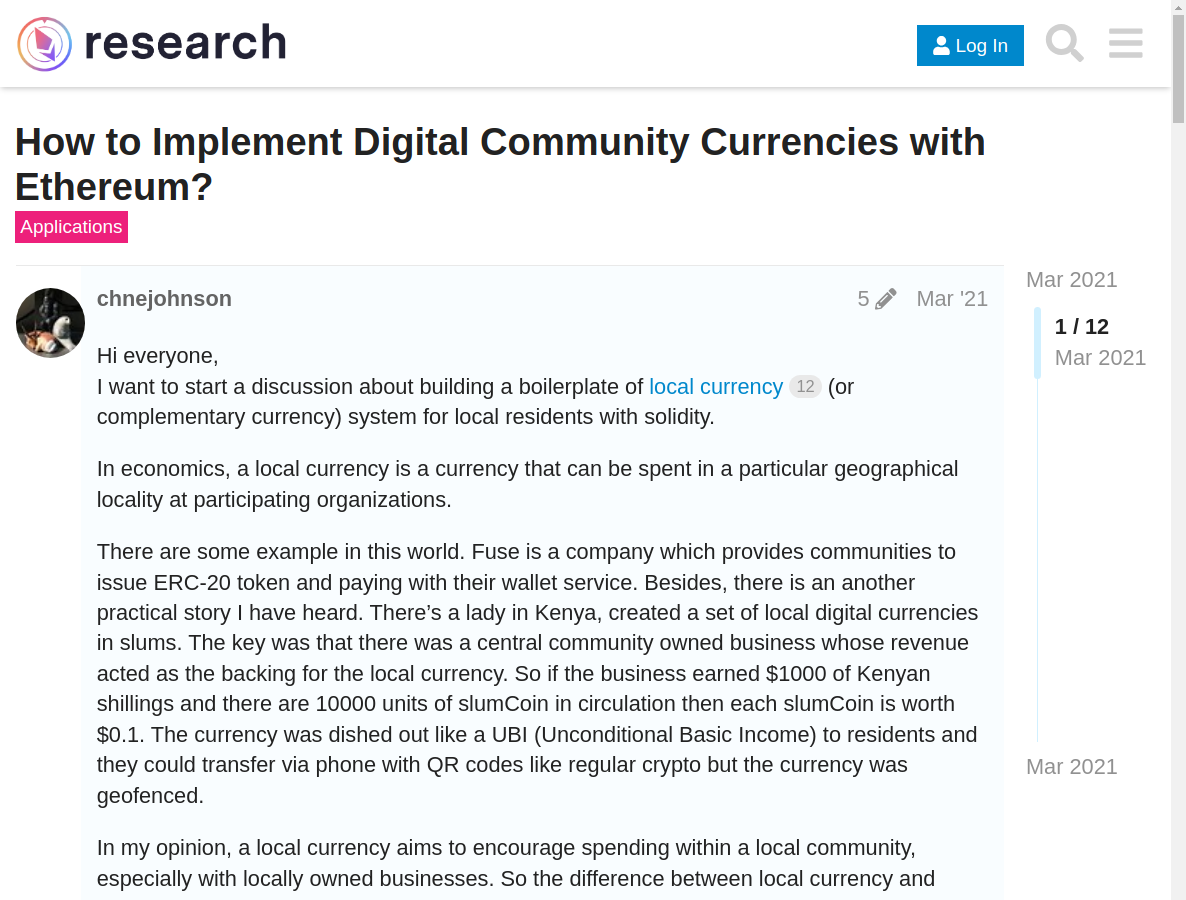 research
Log In
How to Implement Digital Community Currencies with
Ethereum?
Applications
chnejohnson
5
Mar '21
Mar 2021
1 / 12
Mar 2021
Hi everyone,
I want to start a discussion about building a boilerplate of local currency 12 (or
complementary currency) system for local residents with solidity.
In economics, a local currency is a currency that can be spent in a particular geographical
locality at participating organizations.
There are some example in this world. Fuse is a company which provides communities to
issue ERC-20 token and paying with their wallet service. Besides, there is an another
practical story I have heard. There’s a lady in Kenya, created a set of local digital currencies
in slums. The key was that there was a central community owned business whose revenue
acted as the backing for the local currency. So if the business earned $1000 of Kenyan
shillings and there are 10000 units of slumCoin in circulation then each slumCoin is worth
$0.1. The currency was dished out like a UBI (Unconditional Basic Income) to residents and
they could transfer via phone with QR codes like regular crypto but the currency was
geofenced.
Mar 2021
In my opinion, a local currency aims to encourage spending within a local community,
especially with locally owned businesses. So the difference between local currency and